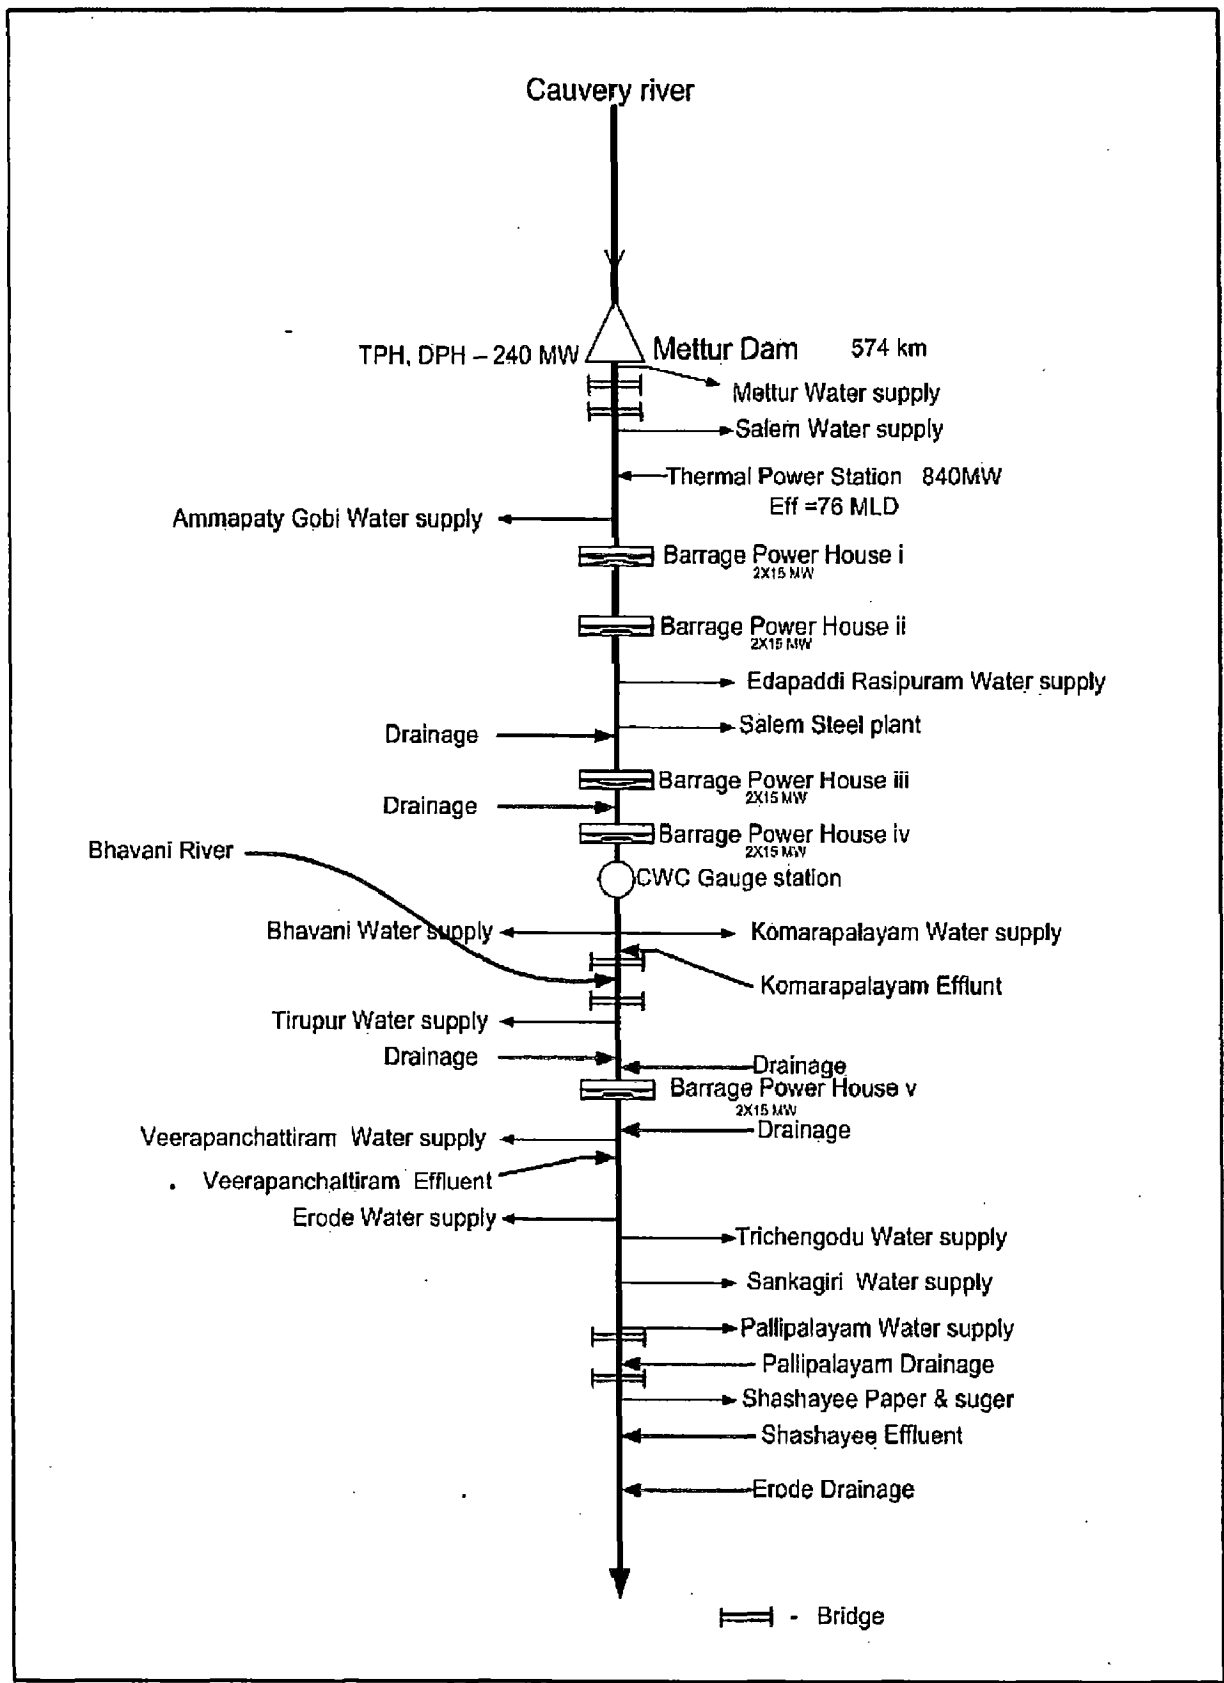 Cauvery river
TPH, DPH – 240 MW
Mettur Dam 574 km
Mettur Water supply
Salem Water supply
Thermal Power Station 840MW
Eff =76 MLD
Ammapaty Gobi Water supply
Barrage Power House i
2X15 MW
Barrage Power House ii
2X15 MW
Edapaddi Rasipuram Water supply
Salem Steel plant
Drainage
Barrage Power House iii
2X15 MW
Drainage
Barrage Power House iv
2X15 MW
Bhavani River
CWC Gauge station
Bhavani Water supply
Komarapalayam Water supply
Komarapalayam Efflunt
Tirupur Water supply
Drainage
Drainage
Barrage Power House v
2X15 MW
Drainage
Veerapanchattiram Water supply
Veerapanchattiram Effluent
Erode Water supply
Trichengodu Water supply
Sankagiri Water supply
Pallipalayam Water supply
Pallipalayam Drainage
Shashayee Paper & suger
Shashayee Effluent
Erode Drainage
- Bridge